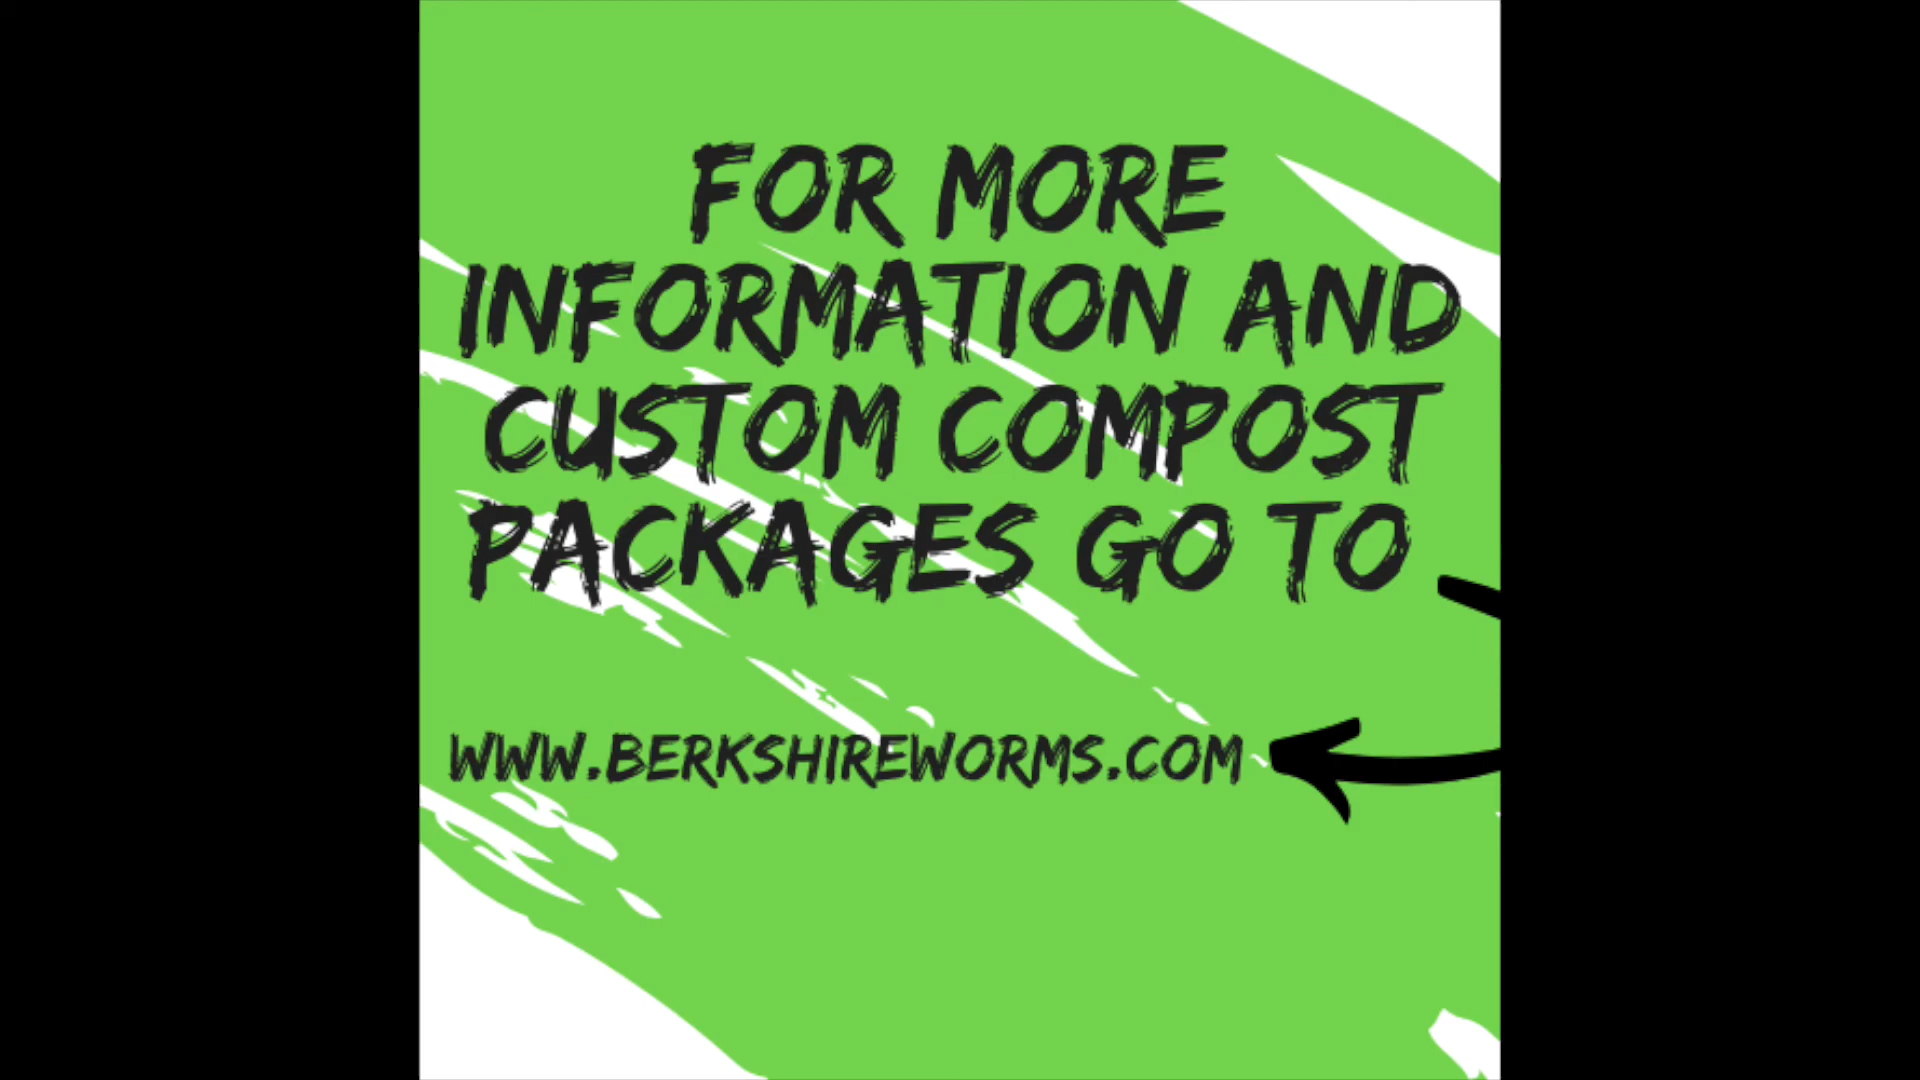 FOR MORE
INFORMATION AND
CUSTOM COMPOST
PACKAGES GO TO
WWW.BERKSHIREWORMS.COM